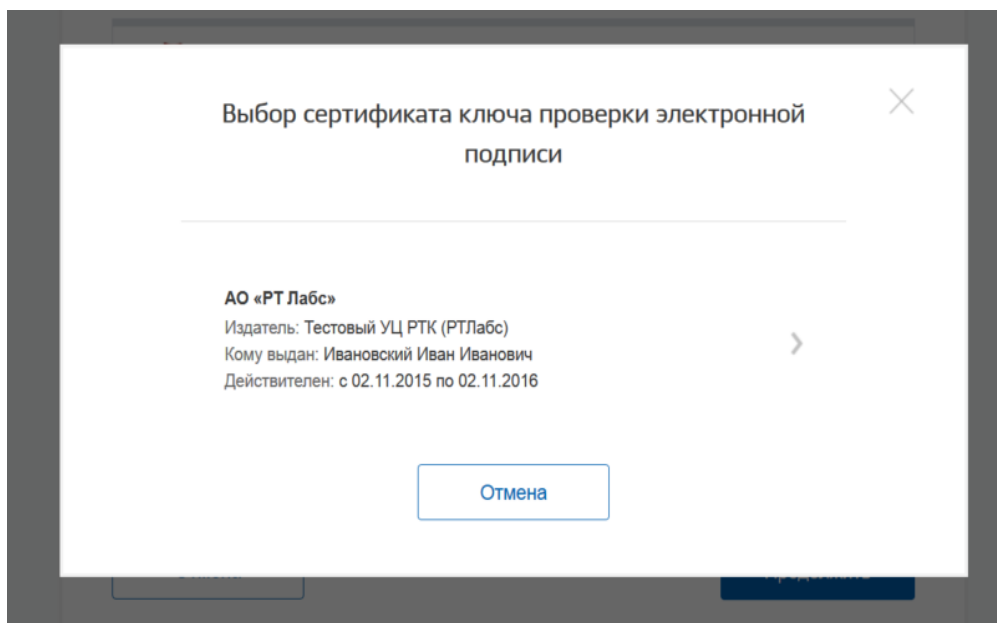 Выбор сертификата ключа проверки электронной
подписи
АО «РТ Лабс»
Издатель: Тестовый УЦ РТК (РТЛабс)
Кому выдан: Ивановский Иван Иванович
Действителен: с 02.11.2015 по 02.11.2016
Отмена